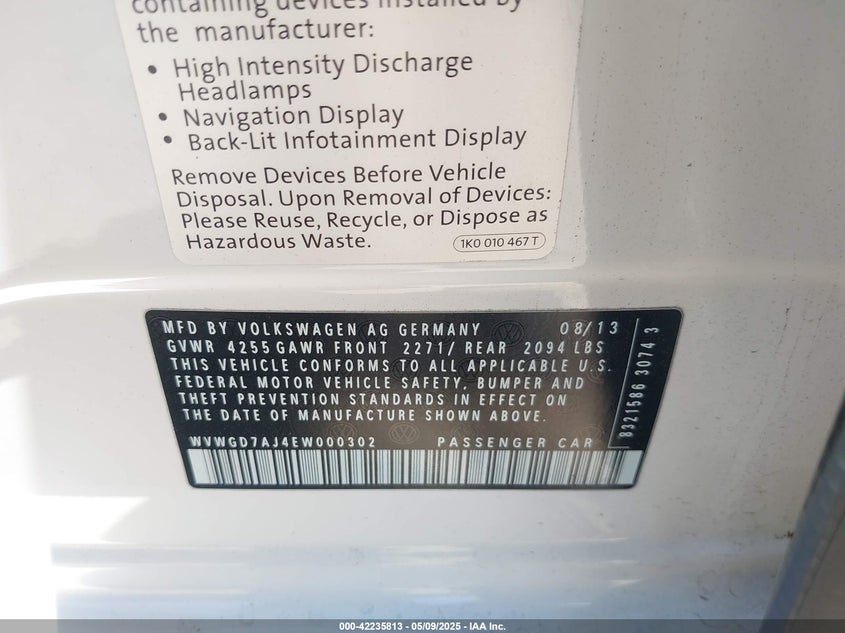 containing devices installed by
the manufacturer:
• High Intensity Discharge
Headlamps
• Navigation Display
• Back-Lit Infotainment Display
Remove Devices Before Vehicle
Disposal. Upon Removal of Devices:
Please Reuse, Recycle, or Dispose as
Hazardous Waste.
1K0 010 467 T
MFD BY VOLKSWAGEN AG GERMANY 08/13
GVWR 4255 GAWR FRONT 2271/ REAR 2094 LBS
THIS VEHICLE CONFORMS TO ALL APPLICABLE U.S.
FEDERAL MOTOR VEHICLE SAFETY, BUMPER AND
THEFT PREVENTION STANDARDS IN EFFECT ON
THE DATE OF MANUFACTURE SHOWN ABOVE.
WVWGD7AJ4EW000302 PASSENGER CAR
8321586 3074 3
000-42235813 - 05/09/2025 - IAA Inc.